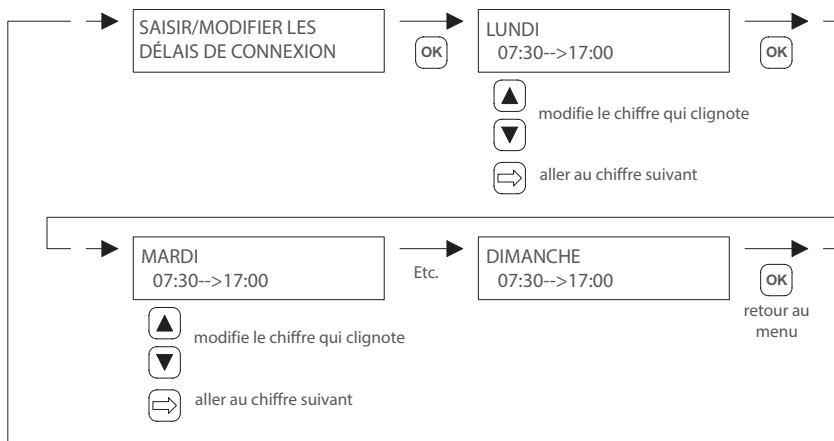 SAISIR/MODIFIER LES
DÉLAIS DE CONNEXION
OK
LUNDI
07:30-->17:00
OK
modifie le chiffre qui clignote
aller au chiffre suivant
MARDI
07:30-->17:00
Etc.
DIMANCHE
07:30-->17:00
OK
retour au
menu
modifie le chiffre qui clignote
aller au chiffre suivant